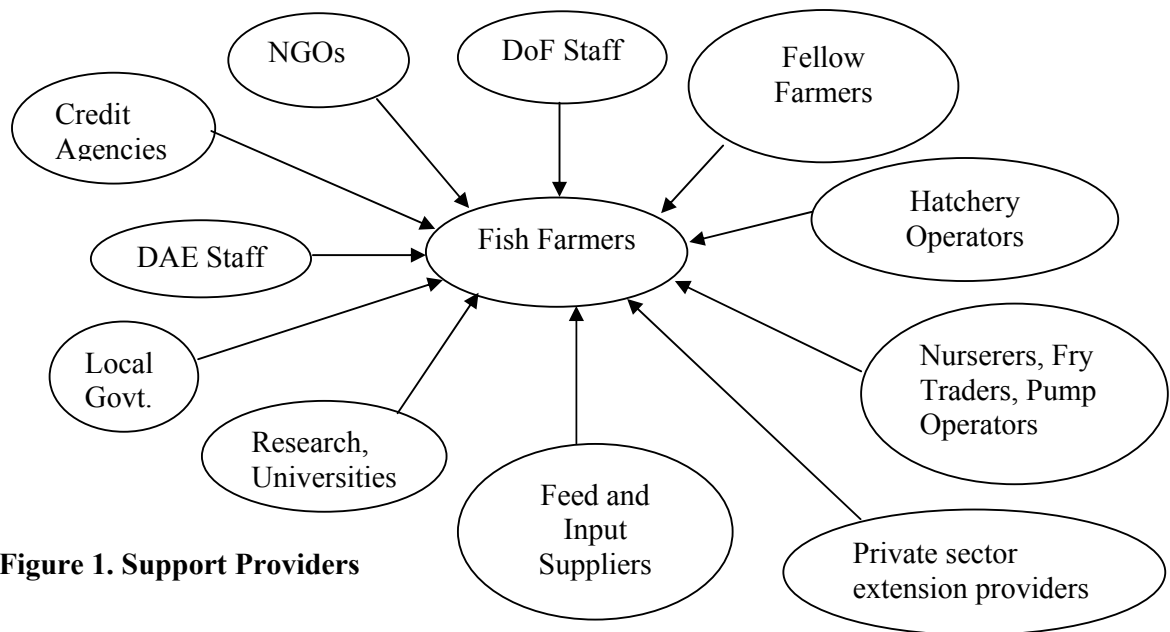 NGOs
DoF Staff
Fellow
Farmers
Credit
Agencies
Hatchery
Operators
Fish Farmers
DAE Staff
Local
Govt.
Nurserers, Fry
Traders, Pump
Operators
Research,
Universities
Feed and
Input
Suppliers
Private sector
extension providers
Figure 1. Support Providers